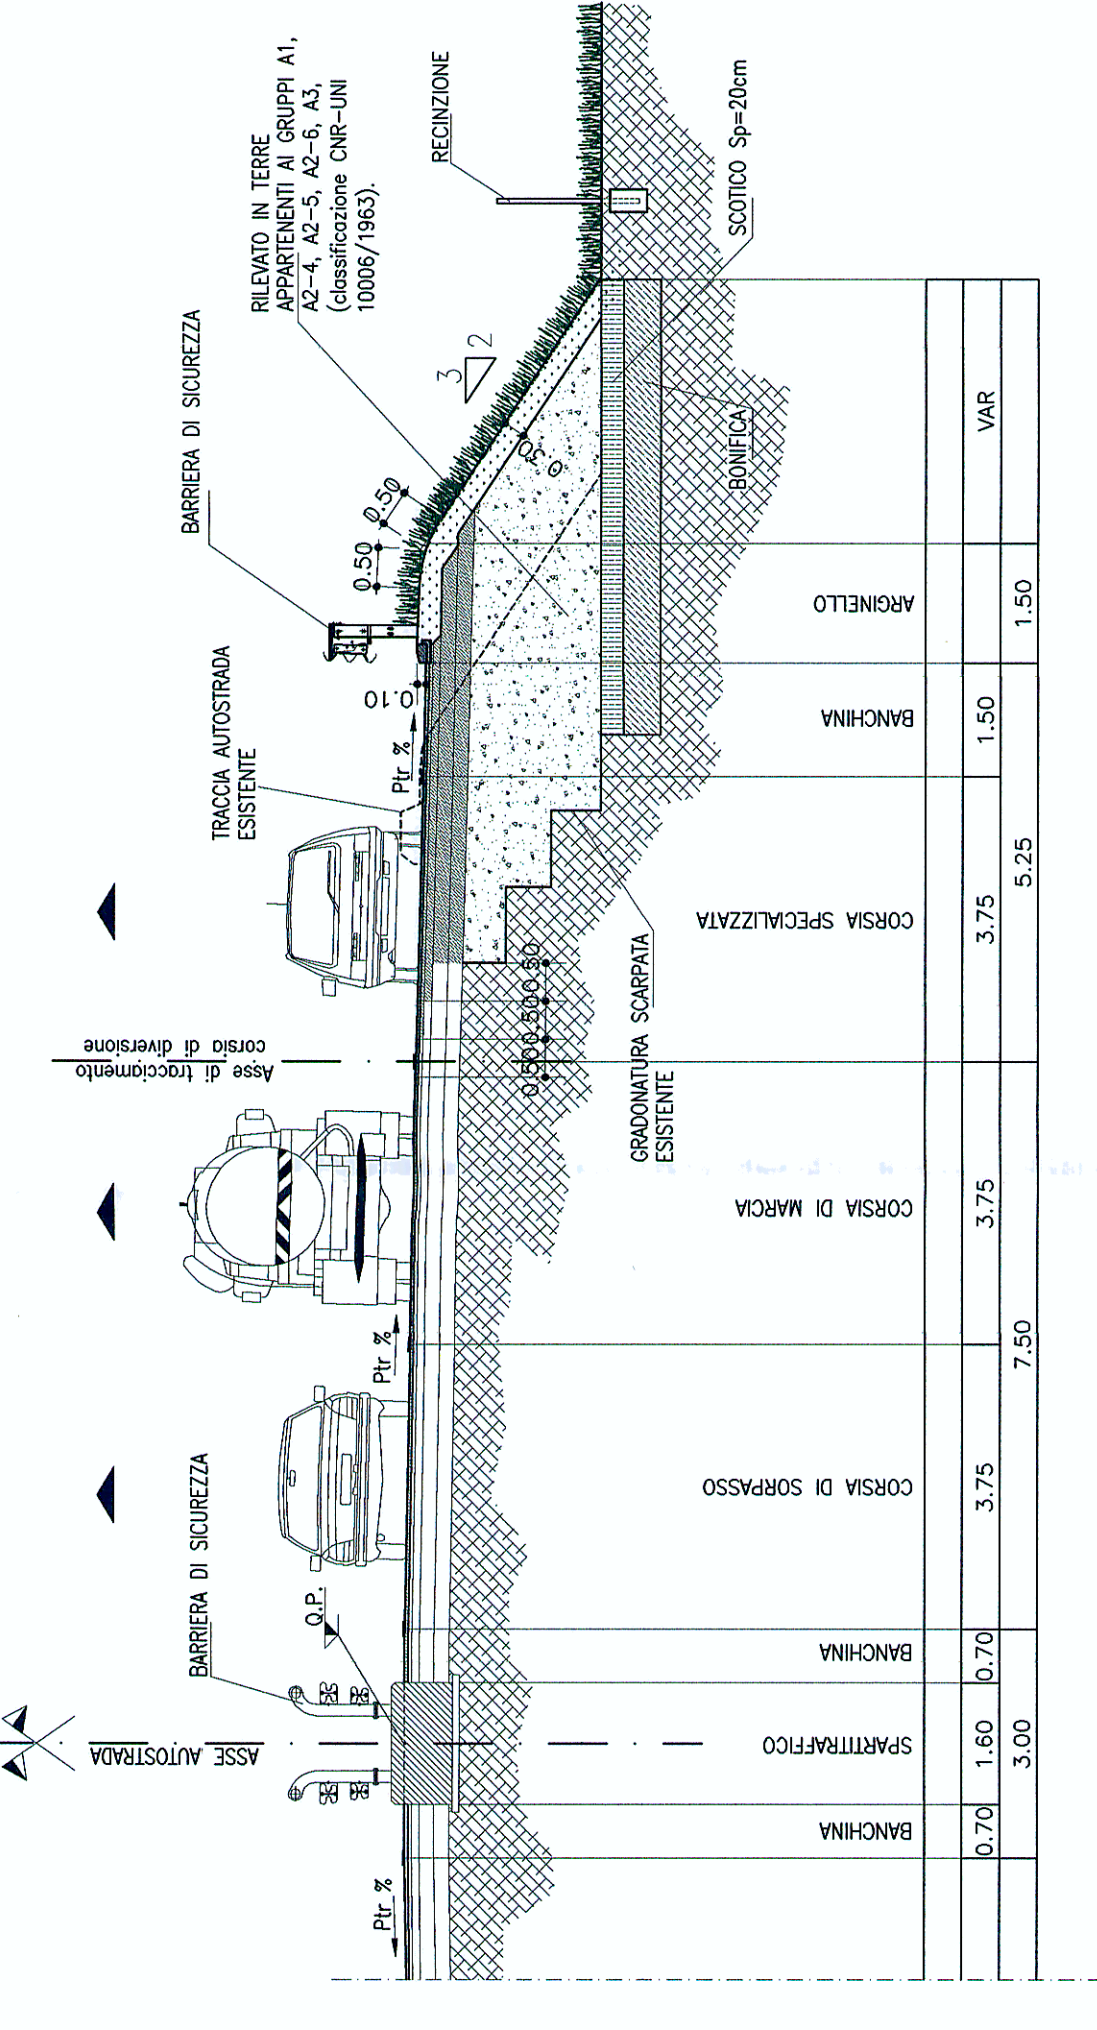 ASSE AUTOSTRADA
BARRIERA DI SICUREZZA
Q.P.
Ptr %
Ptr %
Asse di tracciamento
corsia di diversione
TRACCIA AUTOSTRADA
ESISTENTE
Ptr %
0.10
BARRIERA DI SICUREZZA
0.50
0.50
RILEVATO IN TERRE
APPARTENENTI AI GRUPPI A1,
A2-4, A2-5, A2-6, A3,
(classificazione CNR-UNI
10006/1963).
3
2
0.30
RECINZIONE
0.50
0.50
0.50
GRADONATURA SCARPATA
ESISTENTE
BONIFICA
SCOTICO Sp=20cm
BANCHINA
SPARTITRAFFICO
BANCHINA
CORSIA DI SORPASSO
CORSIA DI MARCIA
CORSIA SPECIALIZZATA
BANCHINA
ARGINELLO
0.70
1.60
0.70
3.75
3.75
3.75
1.50
VAR
3.00
7.50
5.25
1.50